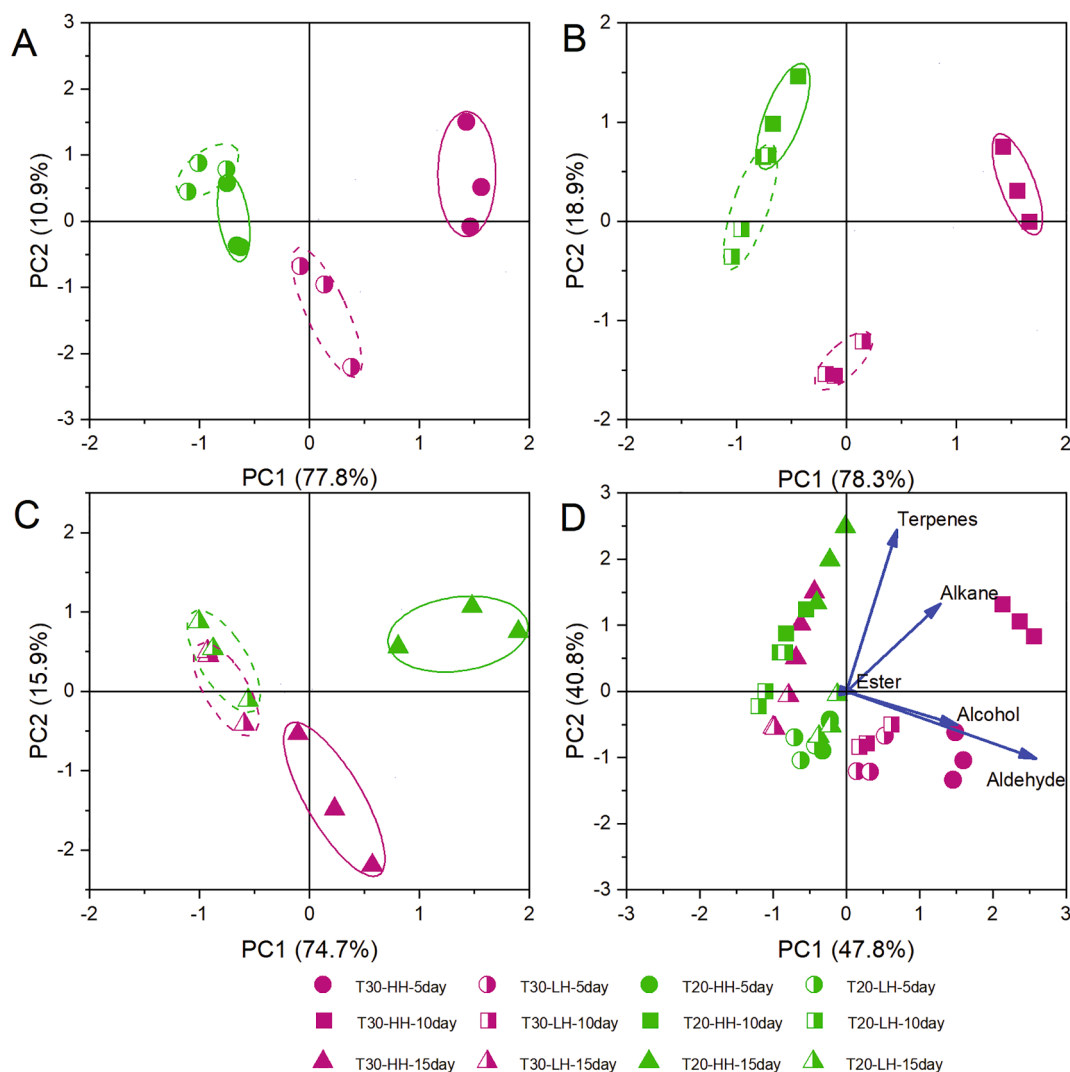 A
3
2
1
0
-1
-2
-3
-2 -1 0 1 2
PC2 (10.9%)
PC1 (77.8%)
B
2
1
0
-1
-2
-2 -1 0 1 2
PC2 (18.9%)
PC1 (78.3%)
C
2
1
0
-1
-2
-2 -1 0 1 2
PC2 (15.9%)
PC1 (74.7%)
D
3
2
1
0
-1
-2
-3
-3 -2 -1 0 1 2 3
PC2 (40.8%)
PC1 (47.8%)
Terpenes
Alkane
Ester
Alcohol
Aldehyde
T30-HH-5day T30-LH-5day T20-HH-5day T20-LH-5day
T30-HH-10day T30-LH-10day T20-HH-10day T20-LH-10day
T30-HH-15day T30-LH-15day T20-HH-15day T20-LH-15day